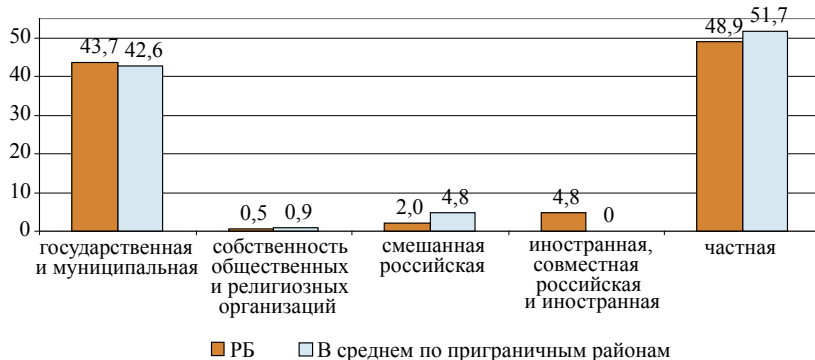 50
40
30
20
10
0
43,7 42,6
0,5 0,9
2,0 4,8
4,8 0
48,9 51,7
государственная
и муниципальная
собственность
общественных
и религиозных
организаций
смешанная
российская
иностранная,
совместная
российская
и иностранная
частная
РБ В среднем по приграничным районам